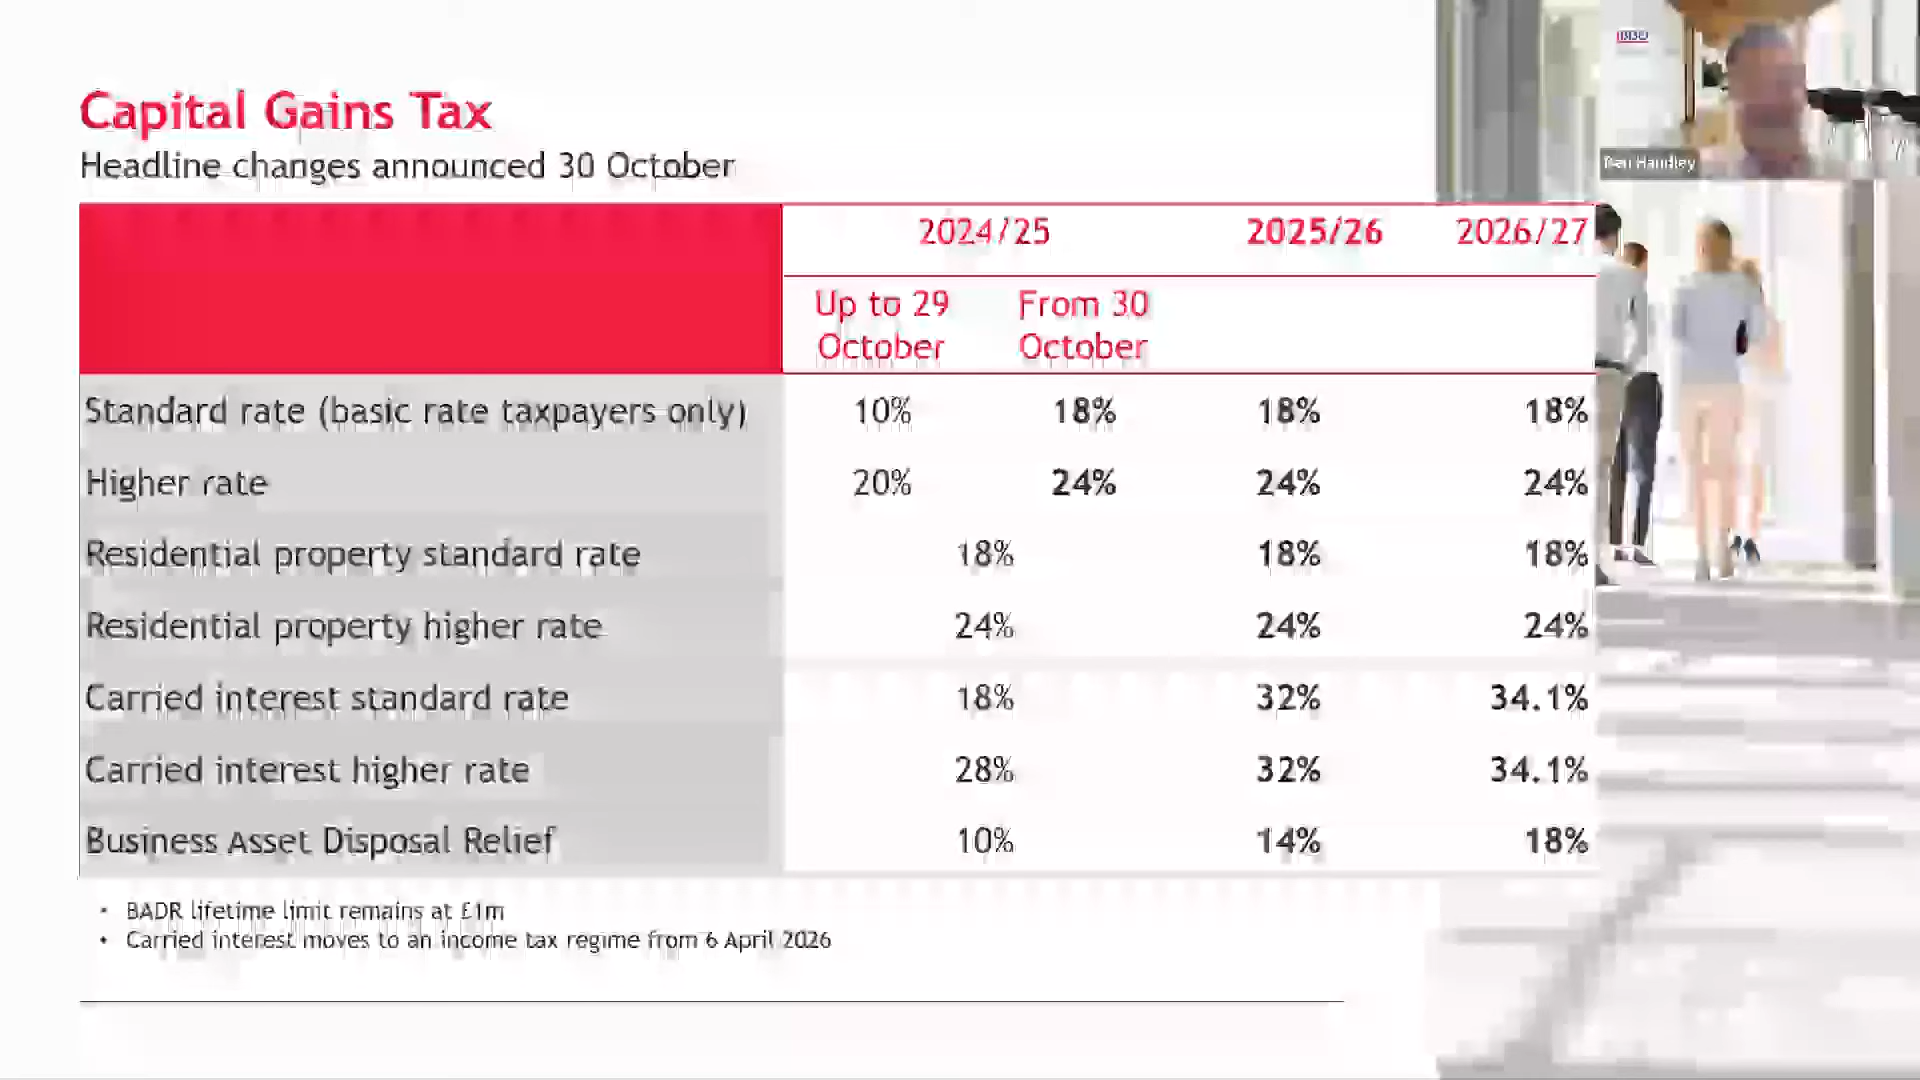 Capital Gains Tax
Headline changes announced 30 October
2024/25 2025/26 2026/27
Up to 29 October From 30 October
Standard rate (basic rate taxpayers only) 10% 18% 18% 18%
Higher rate 20% 24% 24% 24%
Residential property standard rate 18% 18% 18%
Residential property higher rate 24% 24% 24%
Carried interest standard rate 18% 32% 34.1%
Carried interest higher rate 28% 32% 34.1%
Business Asset Disposal Relief 10% 14% 18%
• BADR lifetime limit remains at £1m
• Carried interest moves to an income tax regime from 6 April 2026
Handley